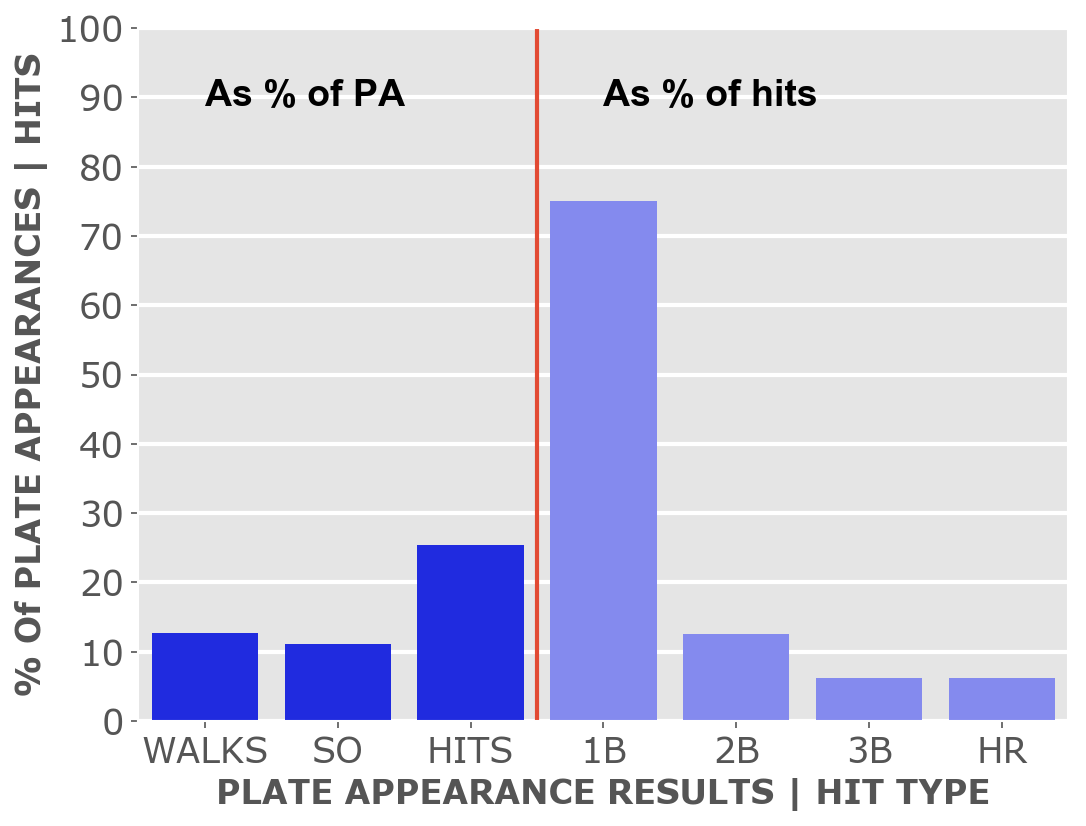 % Of PLATE APPEARANCES | HITS
100
90
80
70
60
50
40
30
20
10
0
As % of PA
As % of hits
WALKS SO HITS 1B 2B 3B HR
PLATE APPEARANCE RESULTS | HIT TYPE